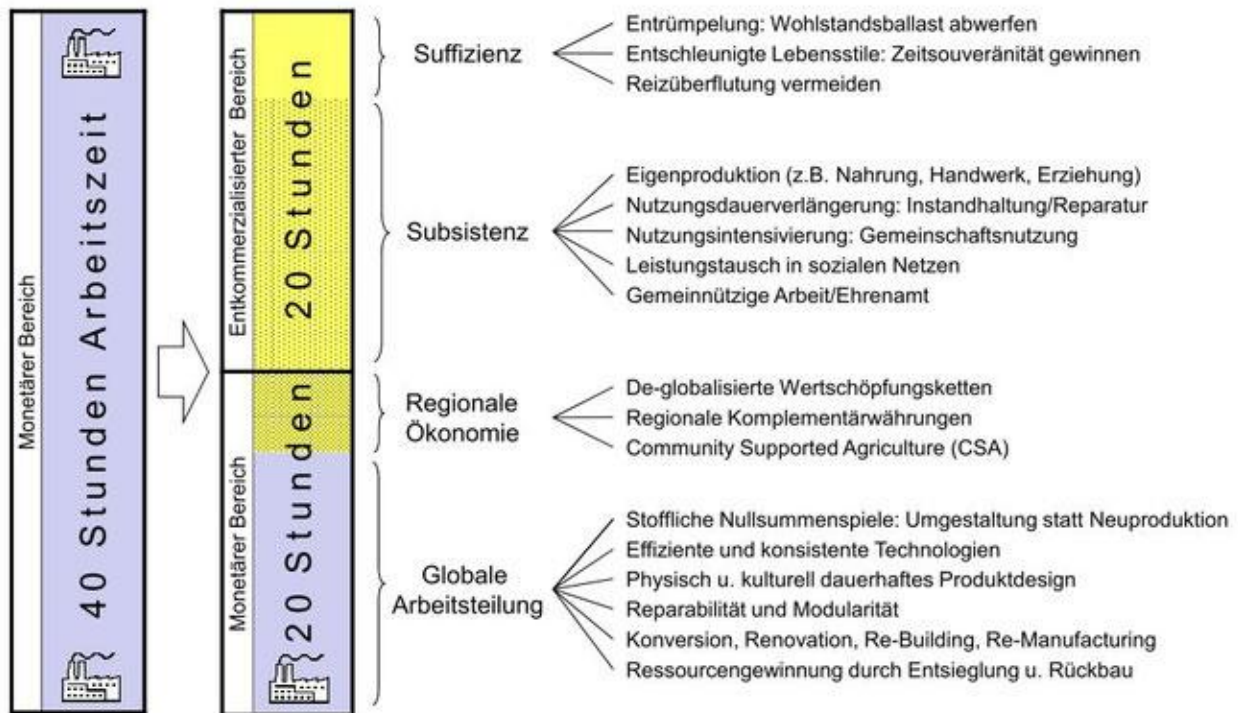 Monetärer Bereich
40 Stunden Arbeitszeit
Entkommerzialisierter Bereich
20 Stunden
Monetärer Bereich
20 Stunden
Suffizienz
Entrümpelung: Wohlstandsballast abwerfen
Entschleunigte Lebensstile: Zeitsouveränität gewinnen
Reizüberflutung vermeiden
Subsistenz
Eigenproduktion (z.B. Nahrung, Handwerk, Erziehung)
Nutzungsdauerverlängerung: Instandhaltung/Reparatur
Nutzungsintensivierung: Gemeinschaftsnutzung
Leistungstausch in sozialen Netzen
Gemeinnützige Arbeit/Ehrenamt
Regionale
Ökonomie
De-globalisierte Wertschöpfungsketten
Regionale Komplementärwährungen
Community Supported Agriculture (CSA)
Globale
Arbeitsteilung
Stoffliche Nullsummenspiele: Umgestaltung statt Neuproduktion
Effiziente und konsistente Technologien
Physisch u. kulturell dauerhaftes Produktdesign
Reparabilität und Modularität
Konversion, Renovation, Re-Building, Re-Manufacturing
Ressourcengewinnung durch Entsieglung u. Rückbau